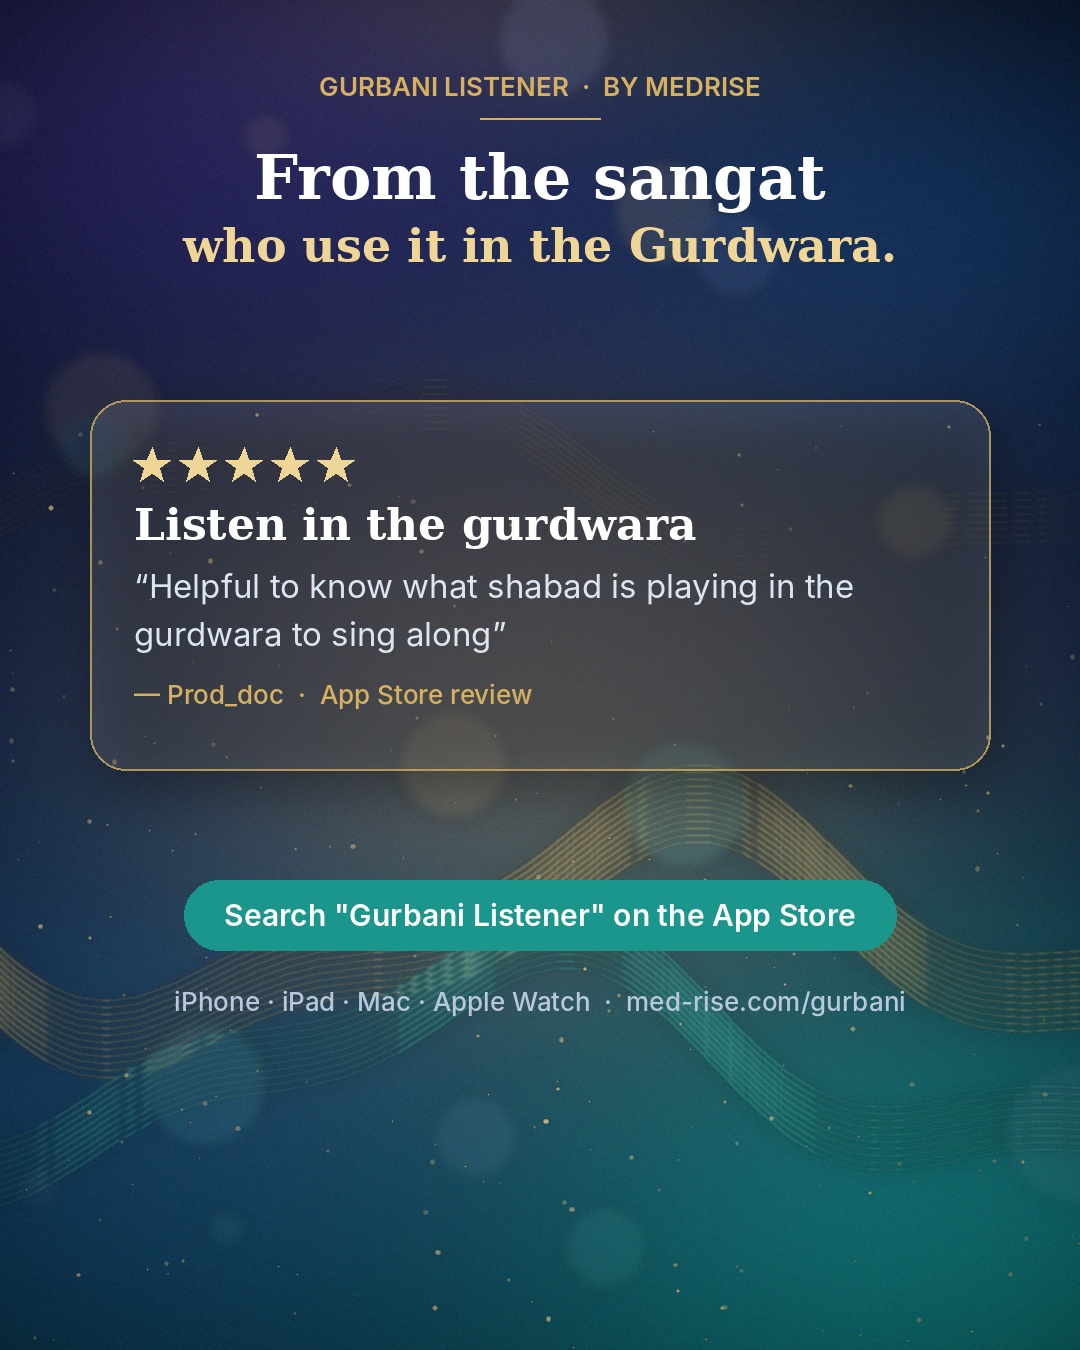 GURBANI LISTENER · BY MEDRISE
From the sangat
who use it in the Gurdwara.
★★★★★
Listen in the gurdwara
“Helpful to know what shabad is playing in the
gurdwara to sing along”
— Prod_doc · App Store review
Search "Gurbani Listener" on the App Store
iPhone · iPad · Mac · Apple Watch · med-rise.com/gurbani